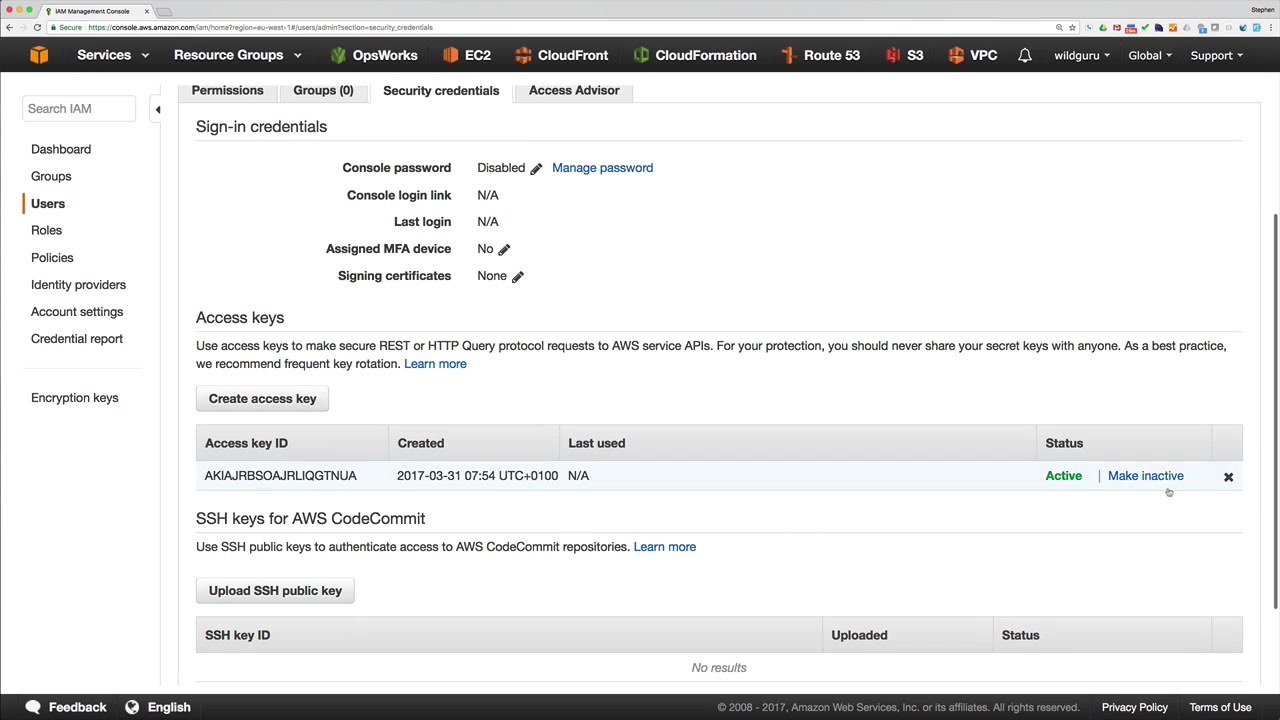 IAM Management Console
Stephen
Secure https://console.aws.amazon.com/iam/home?region=eu-west-1#/users/admin?section=security_credentials
Services Resource Groups OpsWorks EC2 CloudFront CloudFormation Route 53 S3 VPC wildguru Global Support
Permissions Groups (0) Security credentials Access Advisor
Search IAM
Dashboard
Groups
Users
Roles
Policies
Identity providers
Account settings
Credential report
Encryption keys
Sign-in credentials
Console password Disabled Manage password
Console login link N/A
Last login N/A
Assigned MFA device No
Signing certificates None
Access keys
Use access keys to make secure REST or HTTP Query protocol requests to AWS service APIs. For your protection, you should never share your secret keys with anyone. As a best practice,
we recommend frequent key rotation. Learn more
Create access key
Access key ID Created Last used Status
AKIAJRBSOAJRLIQGTNUA 2017-03-31 07:54 UTC+0100 N/A Active | Make inactive
SSH keys for AWS CodeCommit
Use SSH public keys to authenticate access to AWS CodeCommit repositories. Learn more
Upload SSH public key
SSH key ID Uploaded Status
No results
Feedback English © 2008 - 2017, Amazon Web Services, Inc. or its affiliates. All rights reserved. Privacy Policy Terms of Use